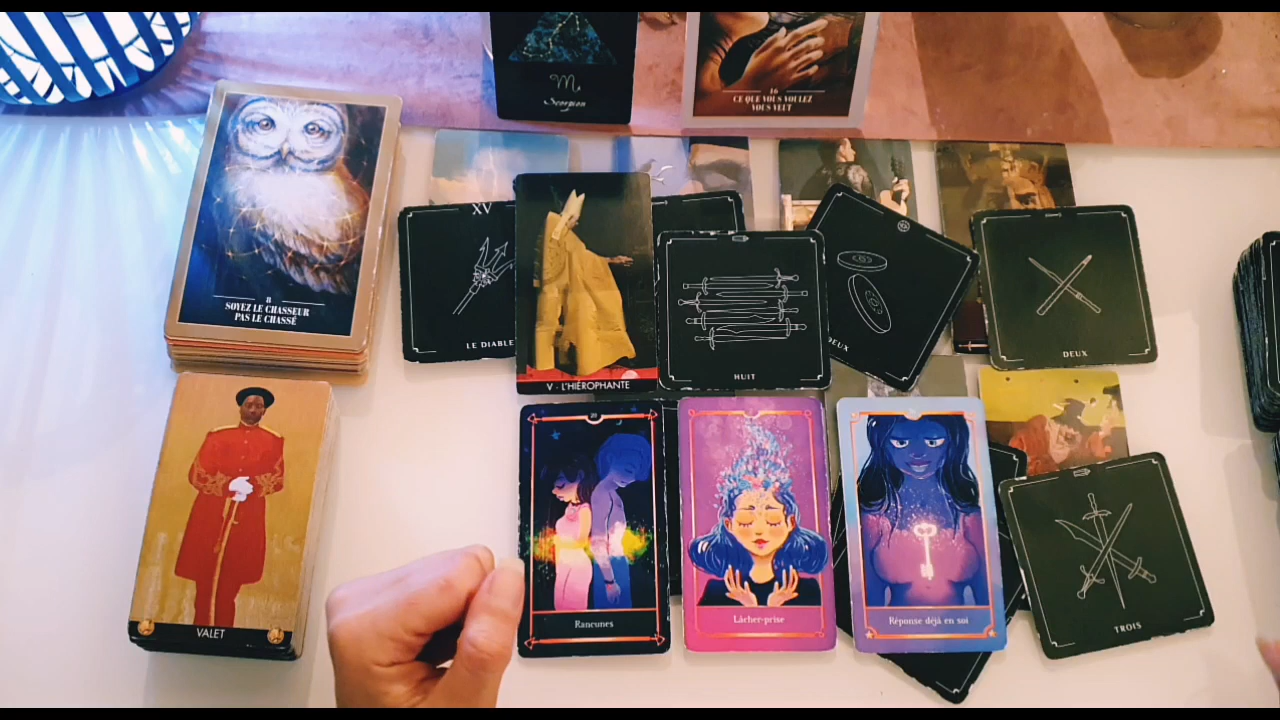 Scorpion
16
CE QUE VOUS VOULEZ
VOUS VEUT
8
SOYEZ LE CHASSEUR
PAS LE CHASSÉ
XV
LE DIABLE
V - L'HIÉROPHANTE
HUIT
DEUX
DEUX
VALET
Rancunes
Lâcher-prise
Réponse déjà en soi
TROIS